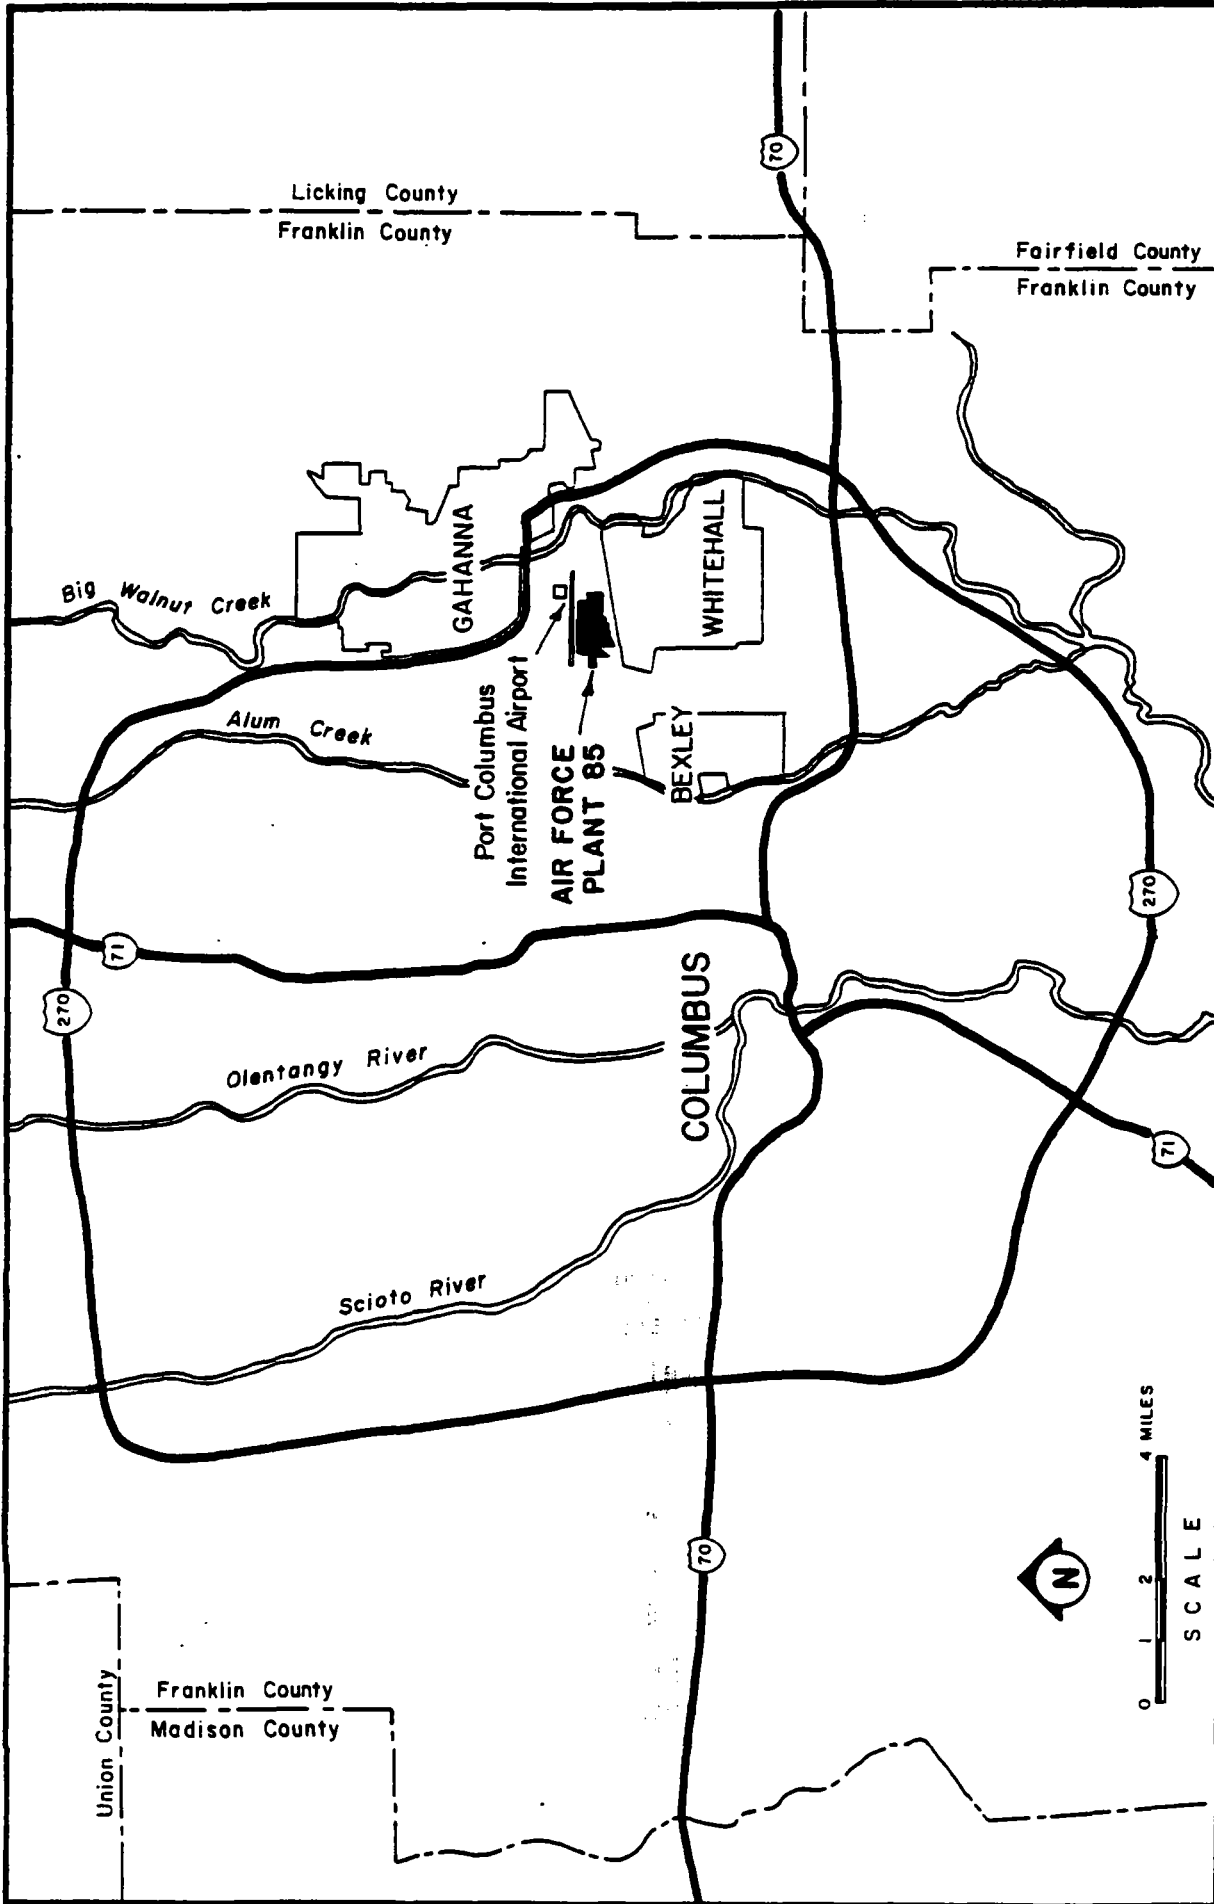 Licking County
Franklin County
70
Fairfield County
Franklin County
Big Walnut Creek
GAHANNA
WHITEHALL
Alum Creek
Port Columbus
International Airport
AIR FORCE
PLANT 85
BEXLEY
71
270
270
Olentangy River
COLUMBUS
71
Scioto River
70
Union County
Franklin County
Madison County
N
0 1 2 4 MILES
SCALE